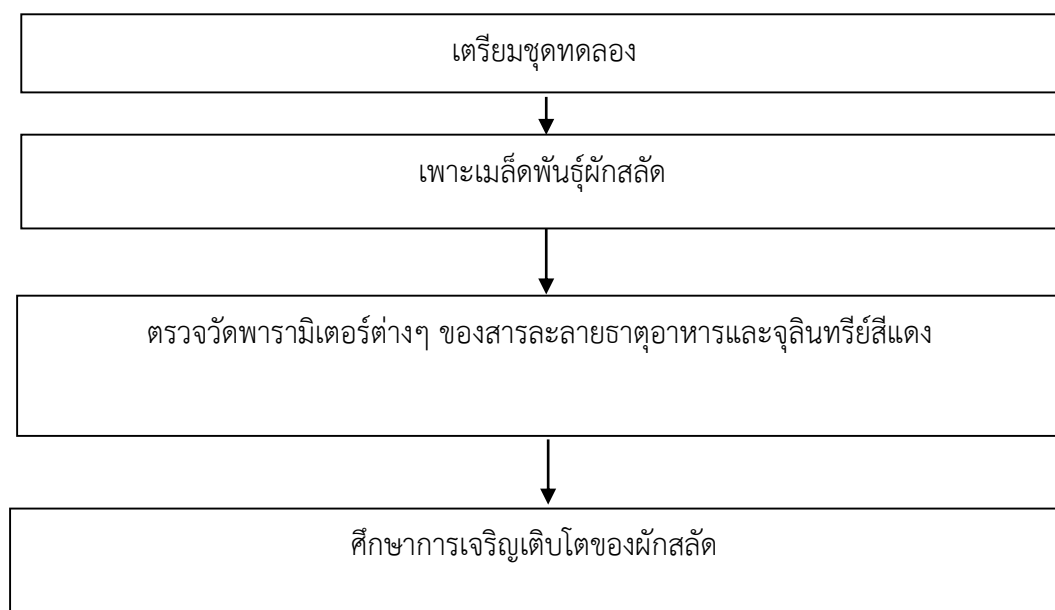 เตรียมชุดทดลอง
เพาะเมล็ดพันธุ์ผักสลัด
ตรวจวัดพารามิเตอร์ต่างๆ ของสารละลายธาตุอาหารและจุลินทรีย์สีแดง
ศึกษาการเจริญเติบโตของผักสลัด